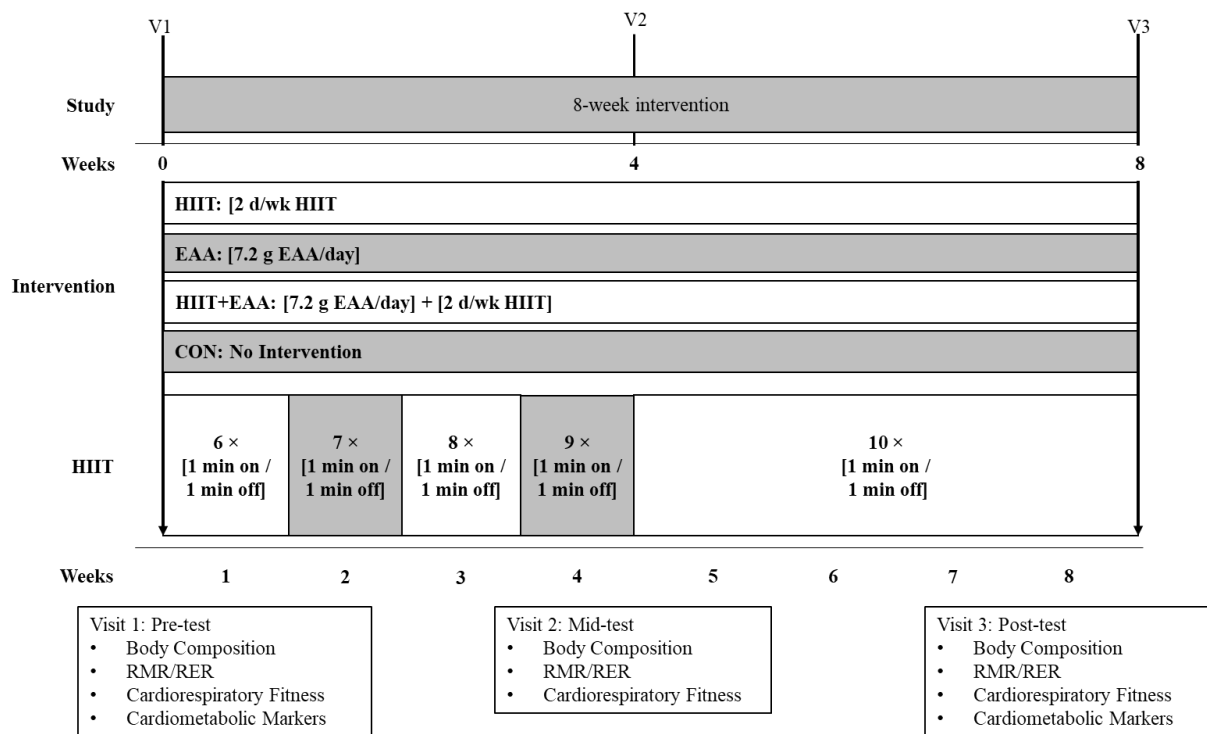 V1 V2 V3
Study 8-week intervention
Weeks 0 4 8
HIIT: [2 d/wk HIIT
EAA: [7.2 g EAA/day]
Intervention
HIIT+EAA: [7.2 g EAA/day] + [2 d/wk HIIT]
CON: No Intervention
HIIT
6 ×
[1 min on /
1 min off]
7 ×
[1 min on /
1 min off]
8 ×
[1 min on /
1 min off]
9 ×
[1 min on /
1 min off]
10 ×
[1 min on /
1 min off]
Weeks 1 2 3 4 5 6 7 8
Visit 1: Pre-test
• Body Composition
• RMR/RER
• Cardiorespiratory Fitness
• Cardiometabolic Markers
Visit 2: Mid-test
• Body Composition
• RMR/RER
• Cardiorespiratory Fitness
Visit 3: Post-test
• Body Composition
• RMR/RER
• Cardiorespiratory Fitness
• Cardiometabolic Markers